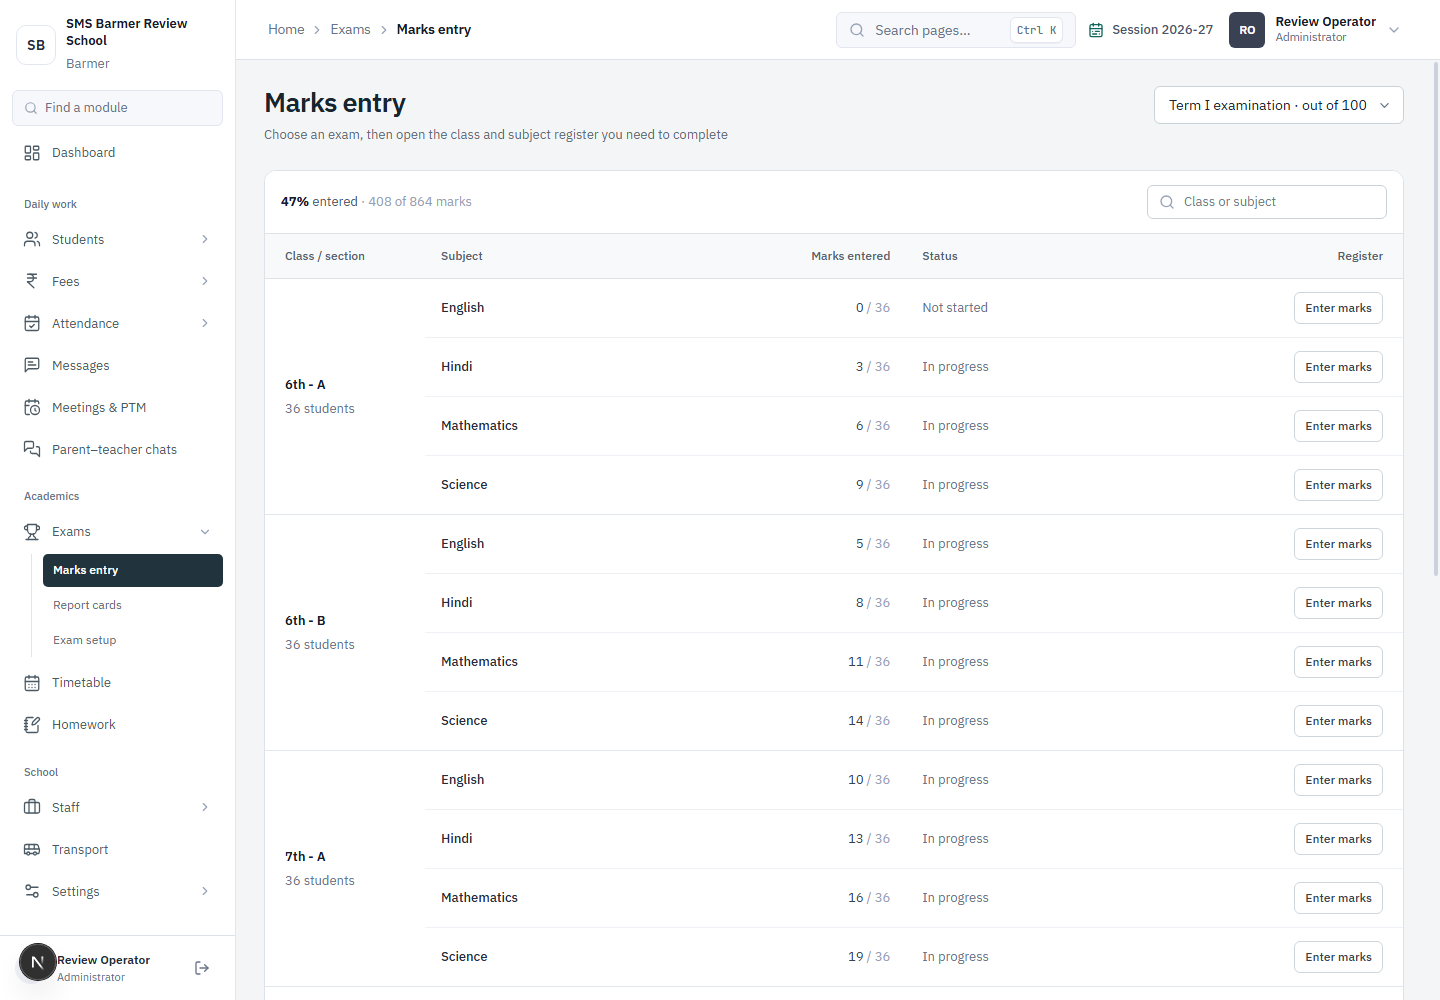 SB
SMS Barmer Review
School
Barmer
Find a module
Dashboard
Daily work
Students
Fees
Attendance
Messages
Meetings & PTM
Parent–teacher chats
Academics
Exams
Marks entry
Report cards
Exam setup
Timetable
Homework
School
Staff
Transport
Settings
N
Review Operator
Administrator
Home > Exams > Marks entry
Search pages... Ctrl K
Session 2026-27
RO
Review Operator
Administrator
Marks entry
Choose an exam, then open the class and subject register you need to complete
Term I examination · out of 100
47% entered · 408 of 864 marks
Class or subject
Class / section Subject Marks entered Status Register
6th - A
36 students
English 0 / 36 Not started Enter marks
Hindi 3 / 36 In progress Enter marks
Mathematics 6 / 36 In progress Enter marks
Science 9 / 36 In progress Enter marks
6th - B
36 students
English 5 / 36 In progress Enter marks
Hindi 8 / 36 In progress Enter marks
Mathematics 11 / 36 In progress Enter marks
Science 14 / 36 In progress Enter marks
7th - A
36 students
English 10 / 36 In progress Enter marks
Hindi 13 / 36 In progress Enter marks
Mathematics 16 / 36 In progress Enter marks
Science 19 / 36 In progress Enter marks